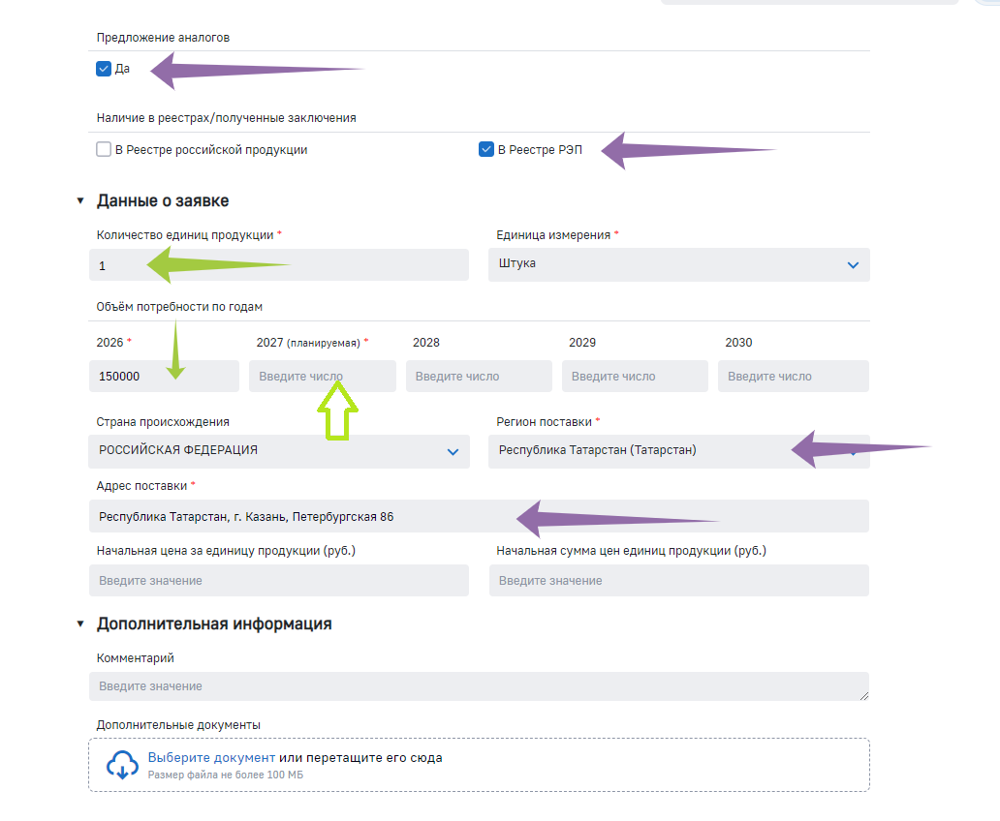 Предложение аналогов
Да
Наличие в реестрах/полученные заключения
В Реестре российской продукции В Реестре РЭП
Данные о заявке
Количество единиц продукции * Единица измерения *
1 Штука
Объём потребности по годам
2026 * 2027 (планируемая) * 2028 2029 2030
150000 Введите число Введите число Введите число Введите число
Страна происхождения Регион поставки *
РОССИЙСКАЯ ФЕДЕРАЦИЯ Республика Татарстан (Татарстан)
Адрес поставки *
Республика Татарстан, г. Казань, Петербургская 86
Начальная цена за единицу продукции (руб.) Начальная сумма цен единиц продукции (руб.)
Введите значение Введите значение
Дополнительная информация
Комментарий
Введите значение
Дополнительные документы
Выберите документ или перетащите его сюда
Размер файла не более 100 МБ